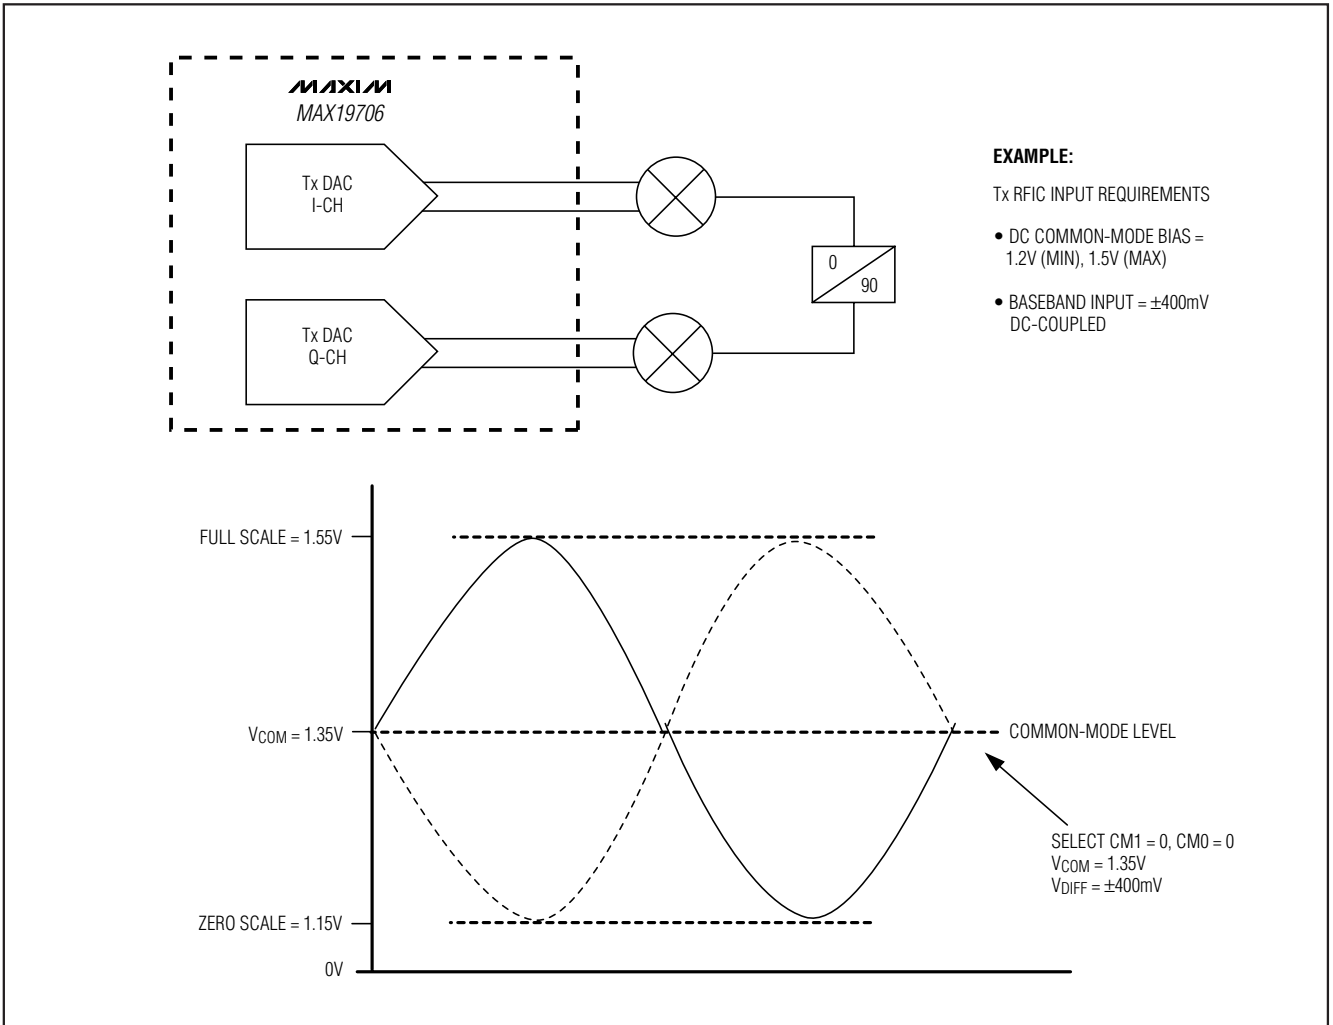 MAXIM
MAX19706
Tx DAC
I-CH
Tx DAC
Q-CH
0
90
EXAMPLE:
Tx RFIC INPUT REQUIREMENTS
• DC COMMON-MODE BIAS =
1.2V (MIN), 1.5V (MAX)
• BASEBAND INPUT = ±400mV
DC-COUPLED
FULL SCALE = 1.55V
VCOM = 1.35V
COMMON-MODE LEVEL
SELECT CM1 = 0, CM0 = 0
VCOM = 1.35V
VDIFF = ±400mV
ZERO SCALE = 1.15V
0V